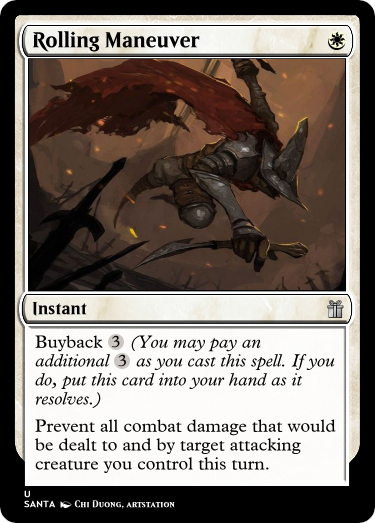 Rolling Maneuver
Instant
Buyback 3 (You may pay an
additional 3 as you cast this spell. If you
do, put this card into your hand as it
resolves.)
Prevent all combat damage that would
be dealt to and by target attacking
creature you control this turn.
U
SANTA Chi Duong, artstation